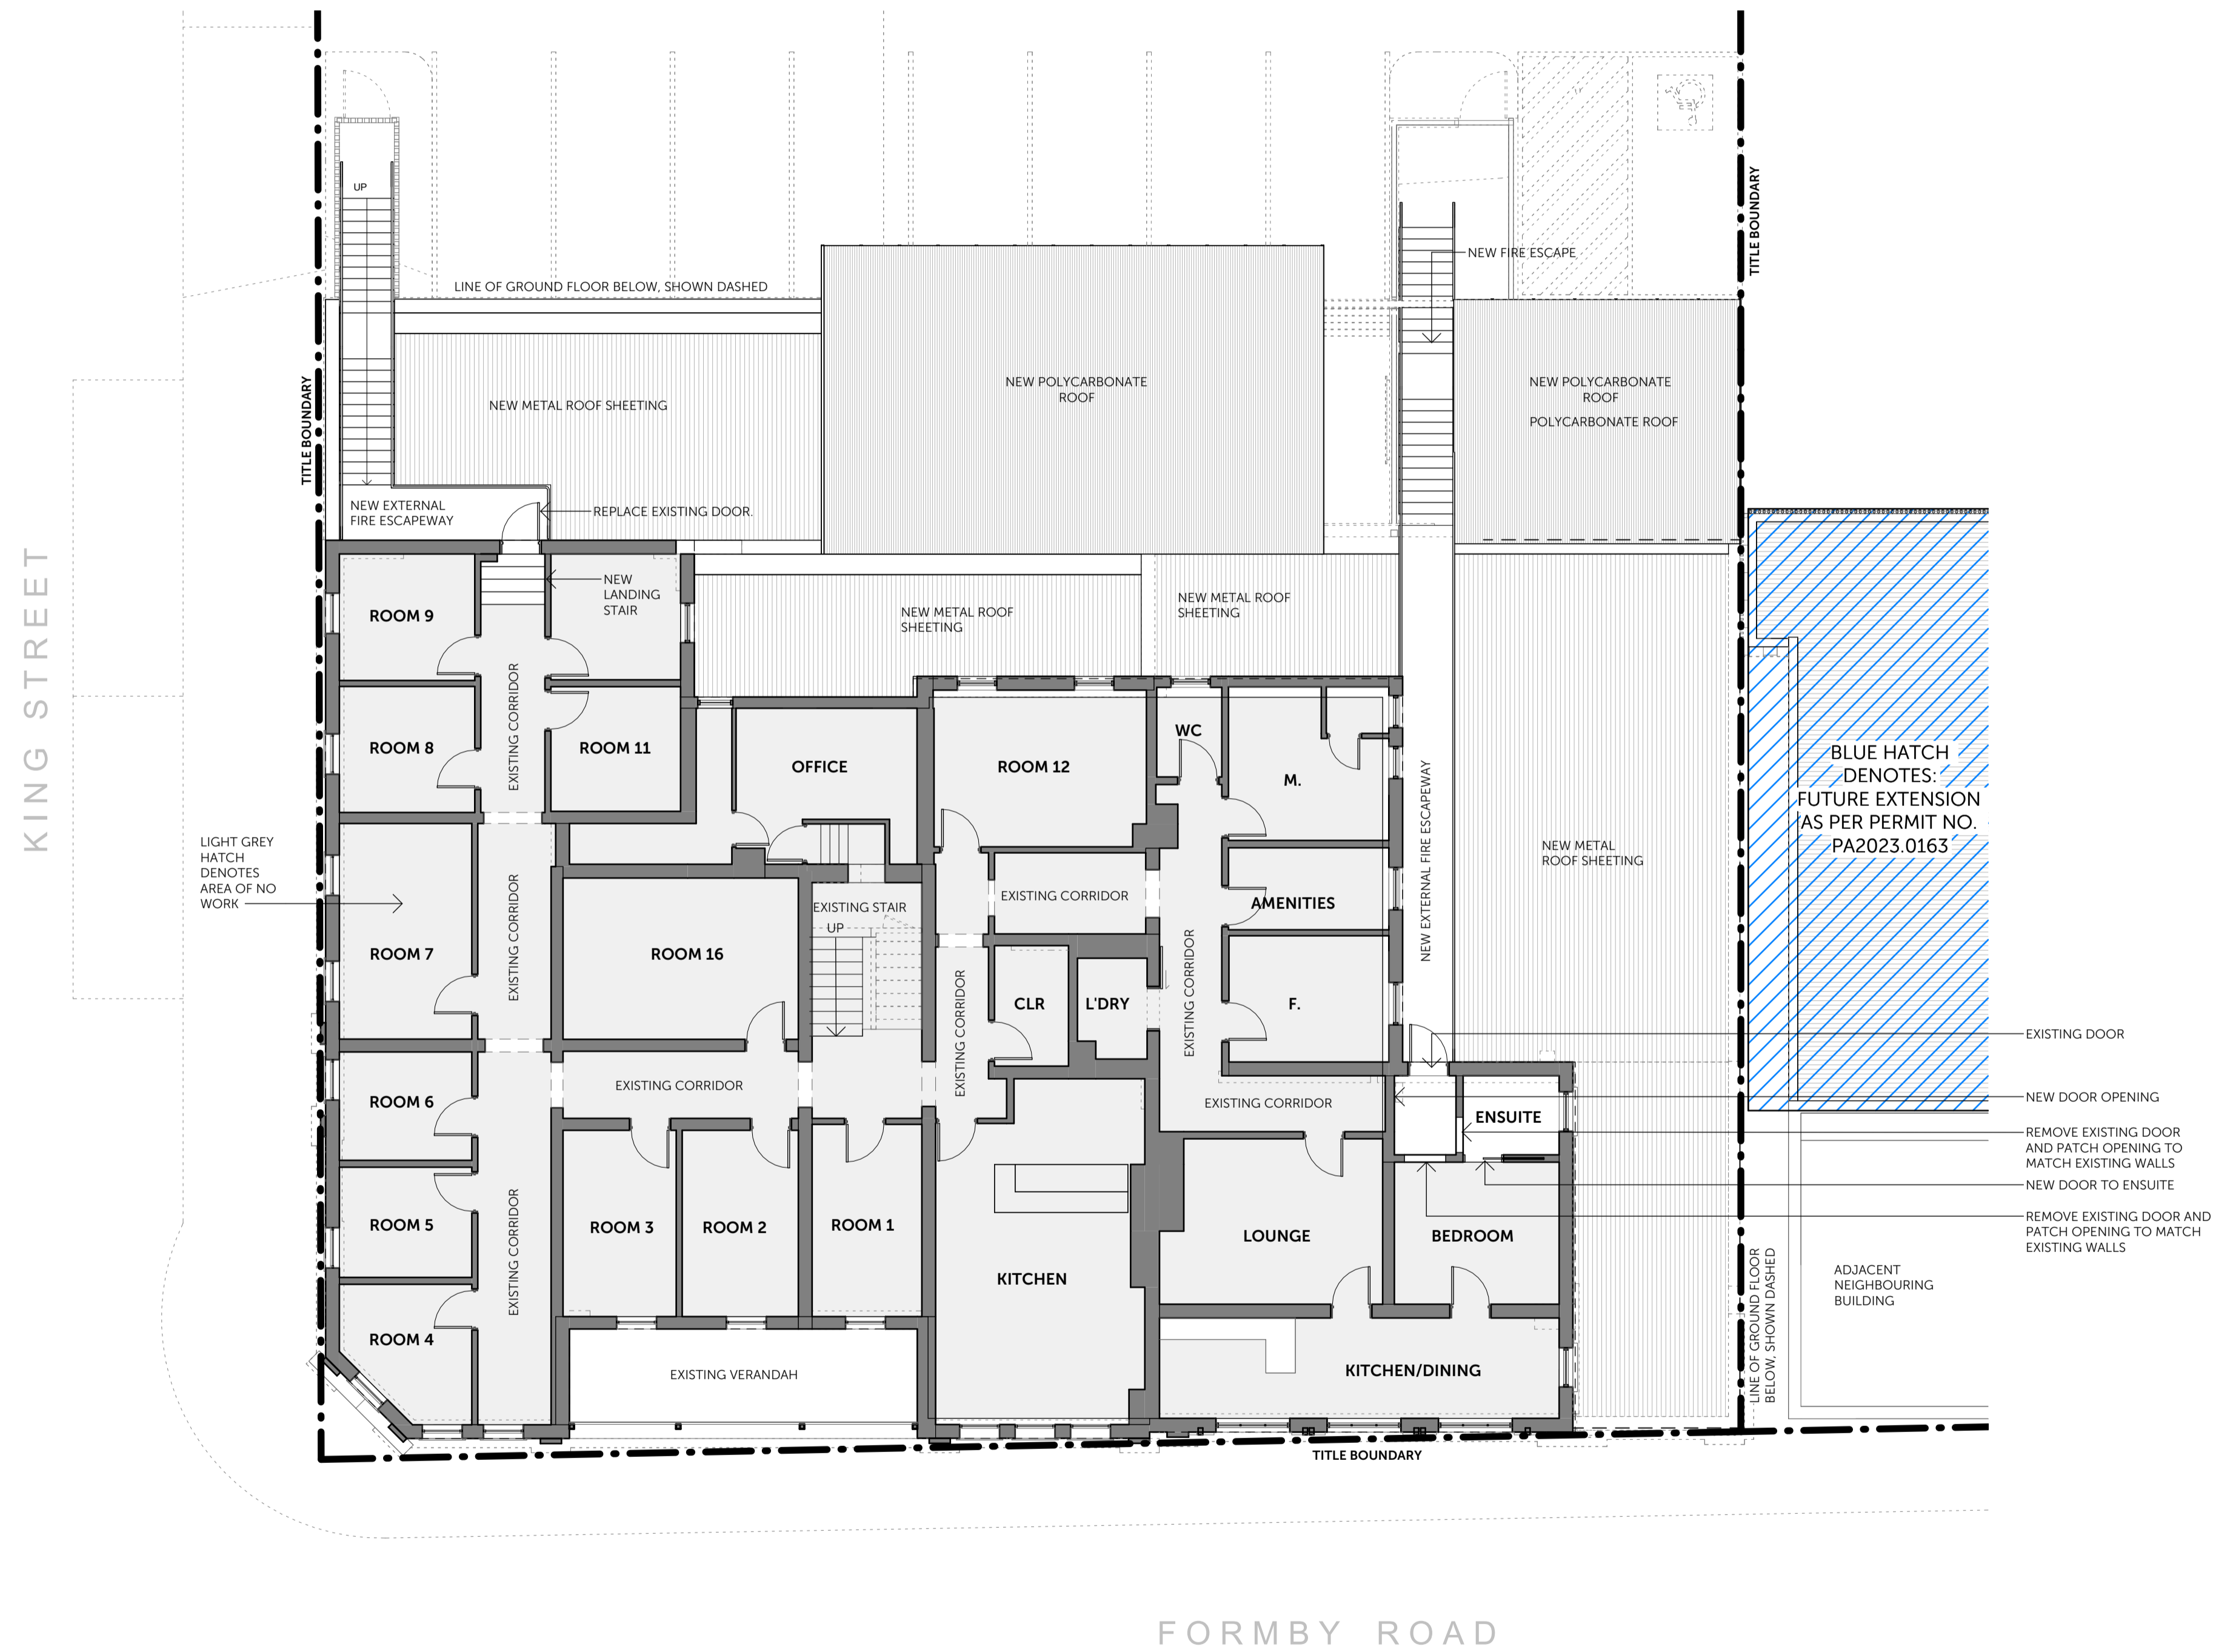 UP
TITLE BOUNDARY
NEW FIRE ESCAPE
LINE OF GROUND FLOOR BELOW, SHOWN DASHED
NEW METAL ROOF SHEETING
NEW POLYCARBONATE
ROOF
NEW POLYCARBONATE
ROOF
POLYCARBONATE ROOF
TITLE BOUNDARY
NEW EXTERNAL
FIRE ESCAPEWAY
REPLACE EXISTING DOOR.
KING STREET
ROOM 9
NEW
LANDING
STAIR
NEW METAL ROOF
SHEETING
NEW METAL ROOF
SHEETING
EXISTING CORRIDOR
ROOM 8
ROOM 11
OFFICE
ROOM 12
WC
M.
BLUE HATCH
DENOTES:
FUTURE EXTENSION
AS PER PERMIT NO.
PA2023.0163
LIGHT GREY
HATCH
DENOTES
AREA OF NO
WORK
NEW METAL
ROOF SHEETING
NEW EXTERNAL FIRE ESCAPEWAY
EXISTING CORRIDOR
EXISTING STAIR
UP
EXISTING CORRIDOR
AMENITIES
ROOM 7
ROOM 16
EXISTING CORRIDOR
CLR
L'DRY
EXISTING CORRIDOR
F.
EXISTING DOOR
ROOM 6
EXISTING CORRIDOR
EXISTING CORRIDOR
ENSUITE
NEW DOOR OPENING
REMOVE EXISTING DOOR
AND PATCH OPENING TO
MATCH EXISTING WALLS
NEW DOOR TO ENSUITE
ROOM 5
EXISTING CORRIDOR
ROOM 3
ROOM 2
ROOM 1
KITCHEN
LOUNGE
BEDROOM
REMOVE EXISTING DOOR AND
PATCH OPENING TO MATCH
EXISTING WALLS
ROOM 4
EXISTING VERANDAH
KITCHEN/DINING
LINE OF GROUND FLOOR
BELOW, SHOWN DASHED
ADJACENT
NEIGHBOURING
BUILDING
TITLE BOUNDARY
FORMBY ROAD